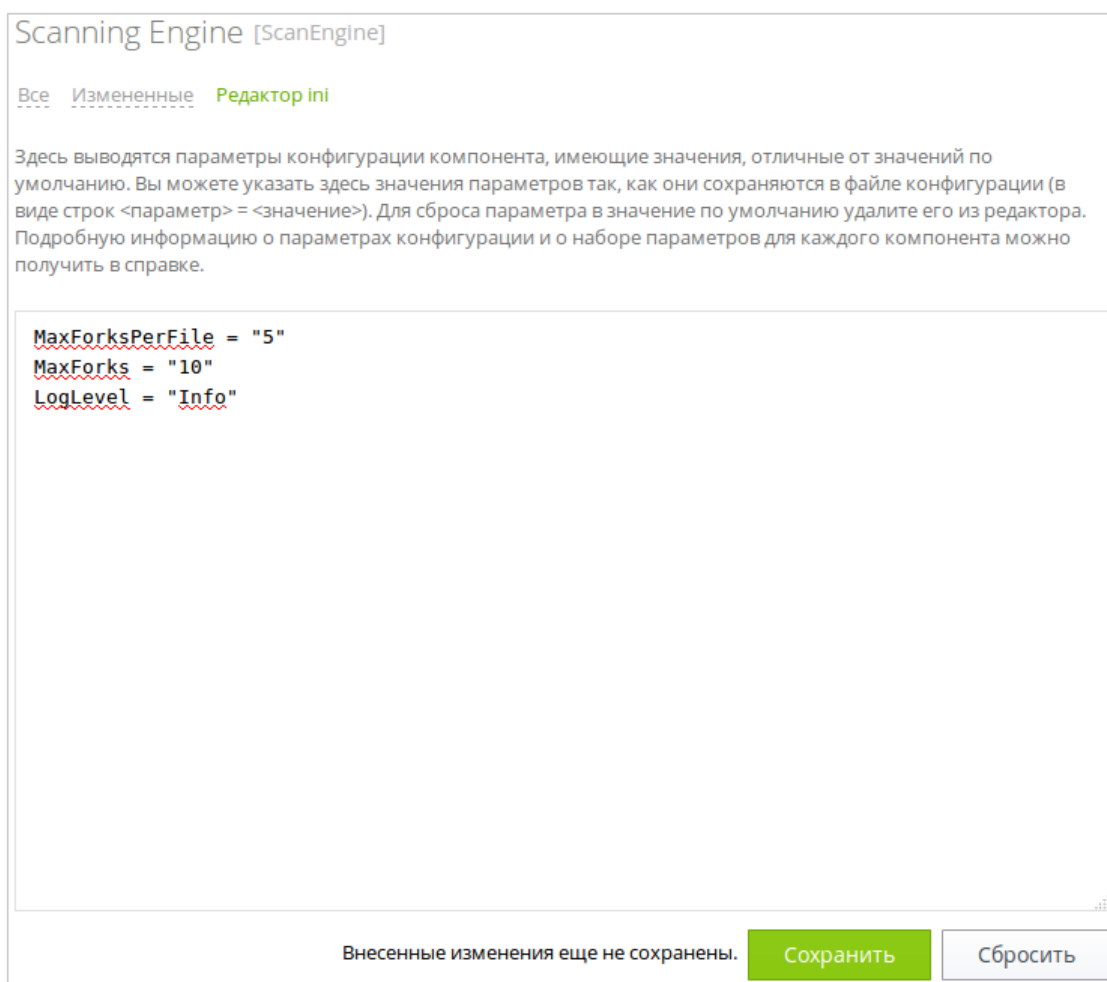 Scanning Engine [ScanEngine]
Все Измененные Редактор ini
Здесь выводятся параметры конфигурации компонента, имеющие значения, отличные от значений по
умолчанию. Вы можете указать здесь значения параметров так, как они сохраняются в файле конфигурации (в
виде строк <параметр> = <значение>). Для сброса параметра в значение по умолчанию удалите его из редактора.
Подробную информацию о параметрах конфигурации и о наборе параметров для каждого компонента можно
получить в справке.
MaxForksPerFile = "5"
MaxForks = "10"
LogLevel = "Info"
Внесенные изменения еще не сохранены. Сохранить Сбросить